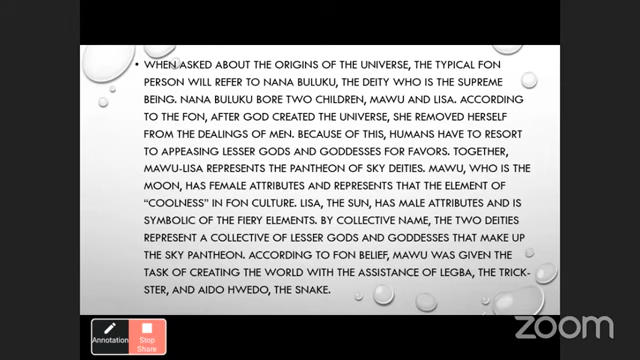 • WHEN ASKED ABOUT THE ORIGINS OF THE UNIVERSE, THE TYPICAL FON
PERSON WILL REFER TO NANA BULUKU, THE DEITY WHO IS THE SUPREME
BEING. NANA BULUKU BORE TWO CHILDREN, MAWU AND LISA. ACCORDING
TO THE FON, AFTER GOD CREATED THE UNIVERSE, SHE REMOVED HERSELF
FROM THE DEALINGS OF MEN. BECAUSE OF THIS, HUMANS HAVE TO RESORT
TO APPEASING LESSER GODS AND GODDESSES FOR FAVORS. TOGETHER,
MAWU-LISA REPRESENTS THE PANTHEON OF SKY DEITIES. MAWU, WHO IS THE
MOON, HAS FEMALE ATTRIBUTES AND REPRESENTS THAT THE ELEMENT OF
“COOLNESS” IN FON CULTURE. LISA, THE SUN, HAS MALE ATTRIBUTES AND IS
SYMBOLIC OF THE FIERY ELEMENTS. BY COLLECTIVE NAME, THE TWO DEITIES
REPRESENT A COLLECTIVE OF LESSER GODS AND GODDESSES THAT MAKE UP
THE SKY PANTHEON. ACCORDING TO FON BELIEF, MAWU WAS GIVEN THE
TASK OF CREATING THE WORLD WITH THE ASSISTANCE OF LEGBA, THE TRICK-
STER, AND AIDO HWEDO, THE SNAKE.
Annotation
Stop
Share
zoom